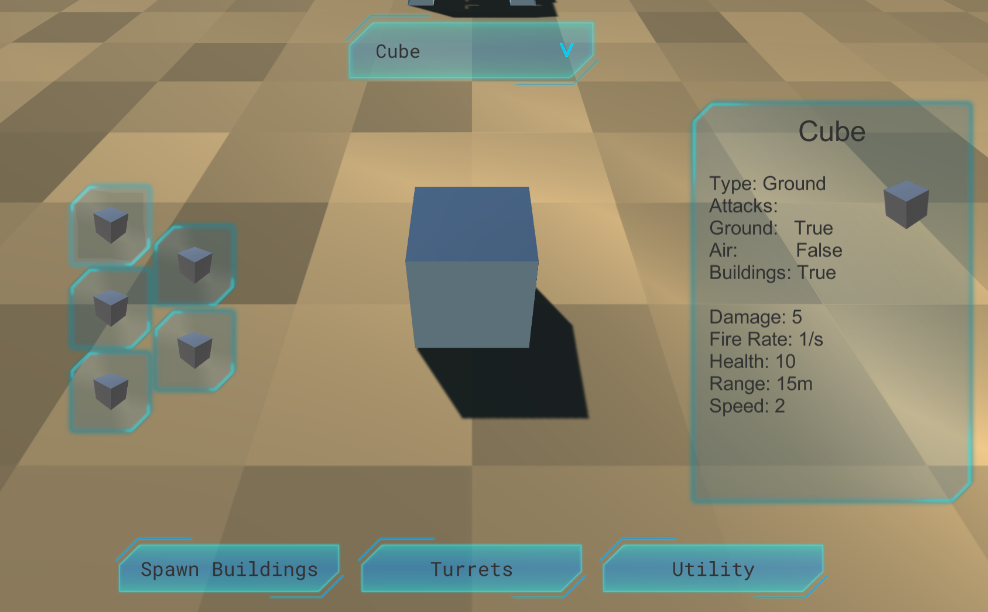 Cube
V
Cube
Type: Ground
Attacks:
Ground: True
Air: False
Buildings: True
Damage: 5
Fire Rate: 1/s
Health: 10
Range: 15m
Speed: 2
Spawn Buildings
Turrets
Utility